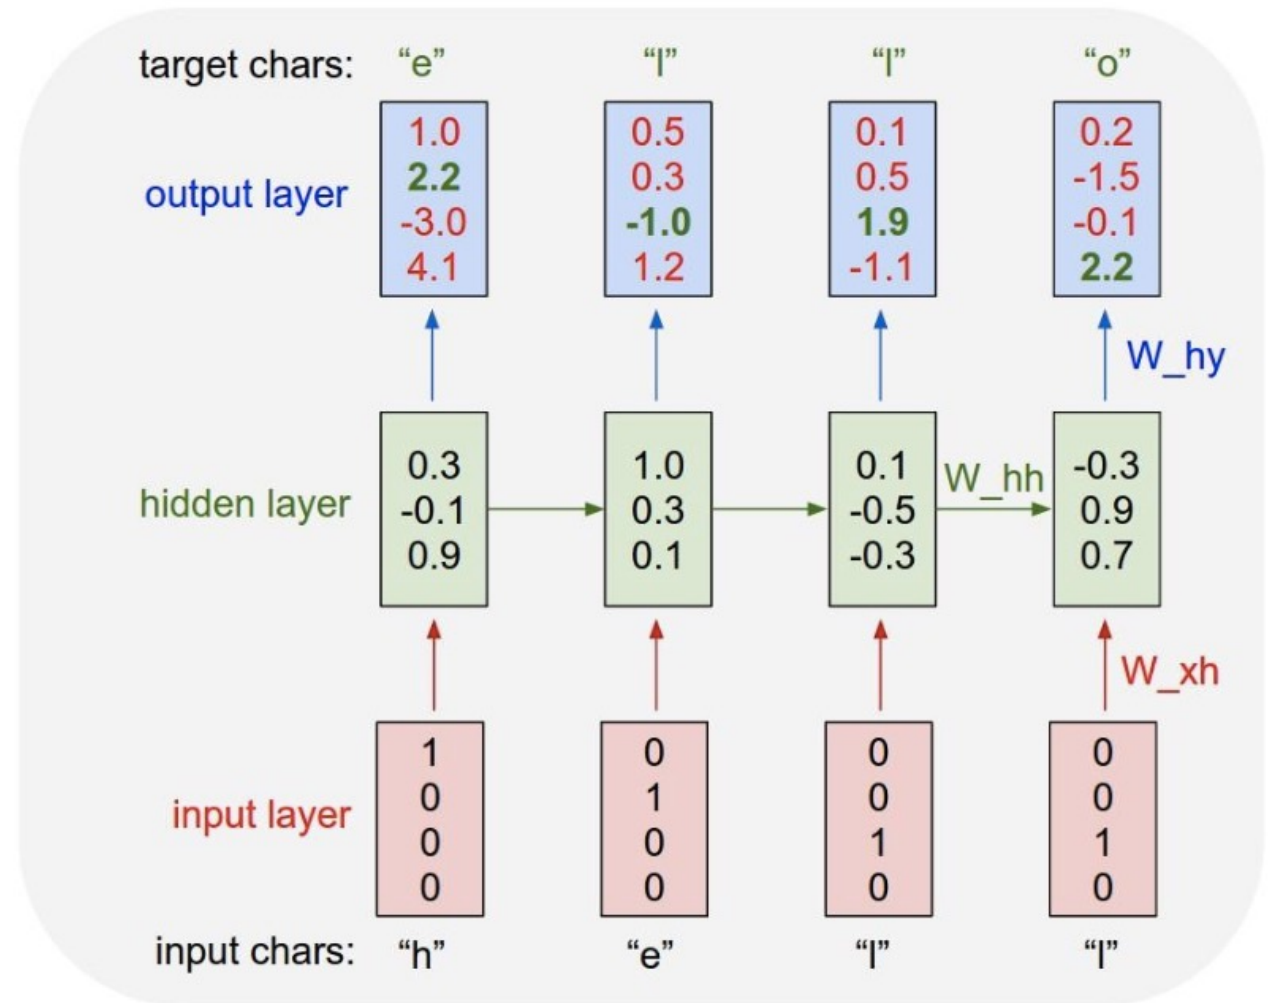 target chars: “e” “l” “l” “o”
1.0 0.5 0.1 0.2
2.2 0.3 0.5 -1.5
output layer
-3.0 -1.0 1.9 -0.1
4.1 1.2 -1.1 2.2
W_hy
0.3 1.0 0.1 -0.3
W_hh
hidden layer -0.1 0.3 -0.5 0.9
0.9 0.1 -0.3 0.7
W_xh
1 0 0 0
0 1 0 0
input layer
0 0 1 1
0 0 0 0
input chars: “h” “e” “l” “l”